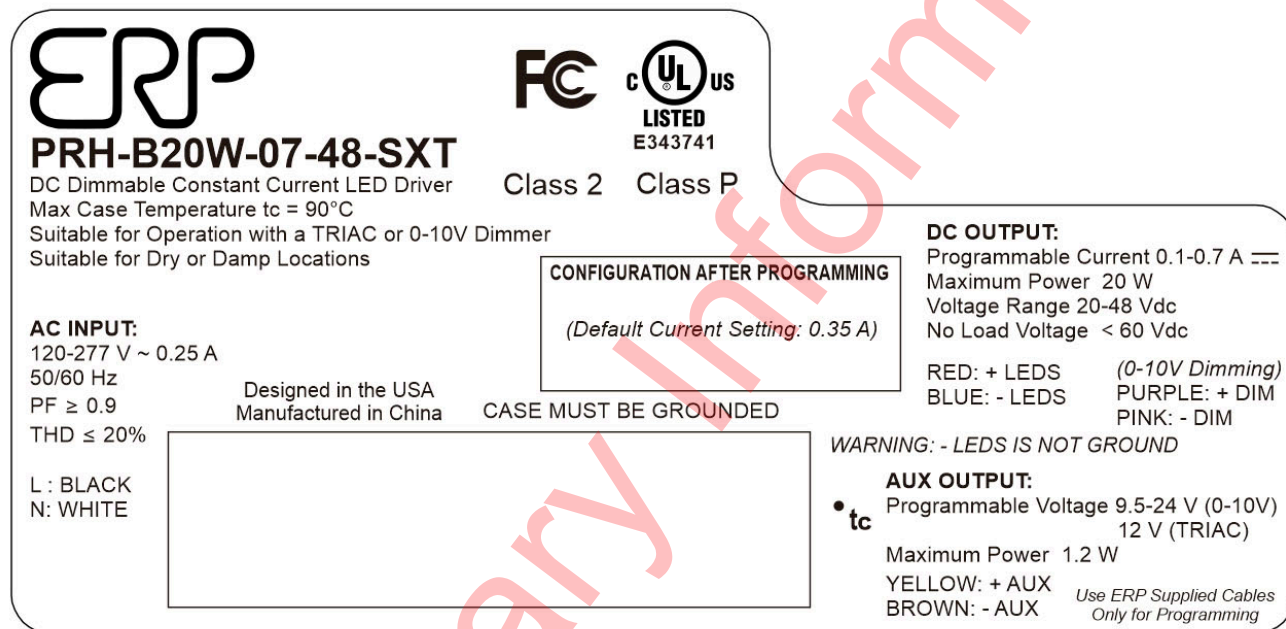 ERP
FC
c UL US
®
LISTED
E343741
PRH-B20W-07-48-SXT
DC Dimmable Constant Current LED Driver
Max Case Temperature tc = 90°C
Suitable for Operation with a TRIAC or 0-10V Dimmer
Suitable for Dry or Damp Locations
Class 2 Class P
AC INPUT:
120-277 V ~ 0.25 A
50/60 Hz
PF ≥ 0.9
THD ≤ 20%
L : BLACK
N: WHITE
Designed in the USA
Manufactured in China
CONFIGURATION AFTER PROGRAMMING
(Default Current Setting: 0.35 A)
CASE MUST BE GROUNDED
DC OUTPUT:
Programmable Current 0.1-0.7 A ⎓
Maximum Power 20 W
Voltage Range 20-48 Vdc
No Load Voltage < 60 Vdc
RED: + LEDS
BLUE: - LEDS
(0-10V Dimming)
PURPLE: + DIM
PINK: - DIM
WARNING: - LEDS IS NOT GROUND
• tc
AUX OUTPUT:
Programmable Voltage 9.5-24 V (0-10V)
12 V (TRIAC)
Maximum Power 1.2 W
YELLOW: + AUX
BROWN: - AUX
Use ERP Supplied Cables
Only for Programming
ary Inform